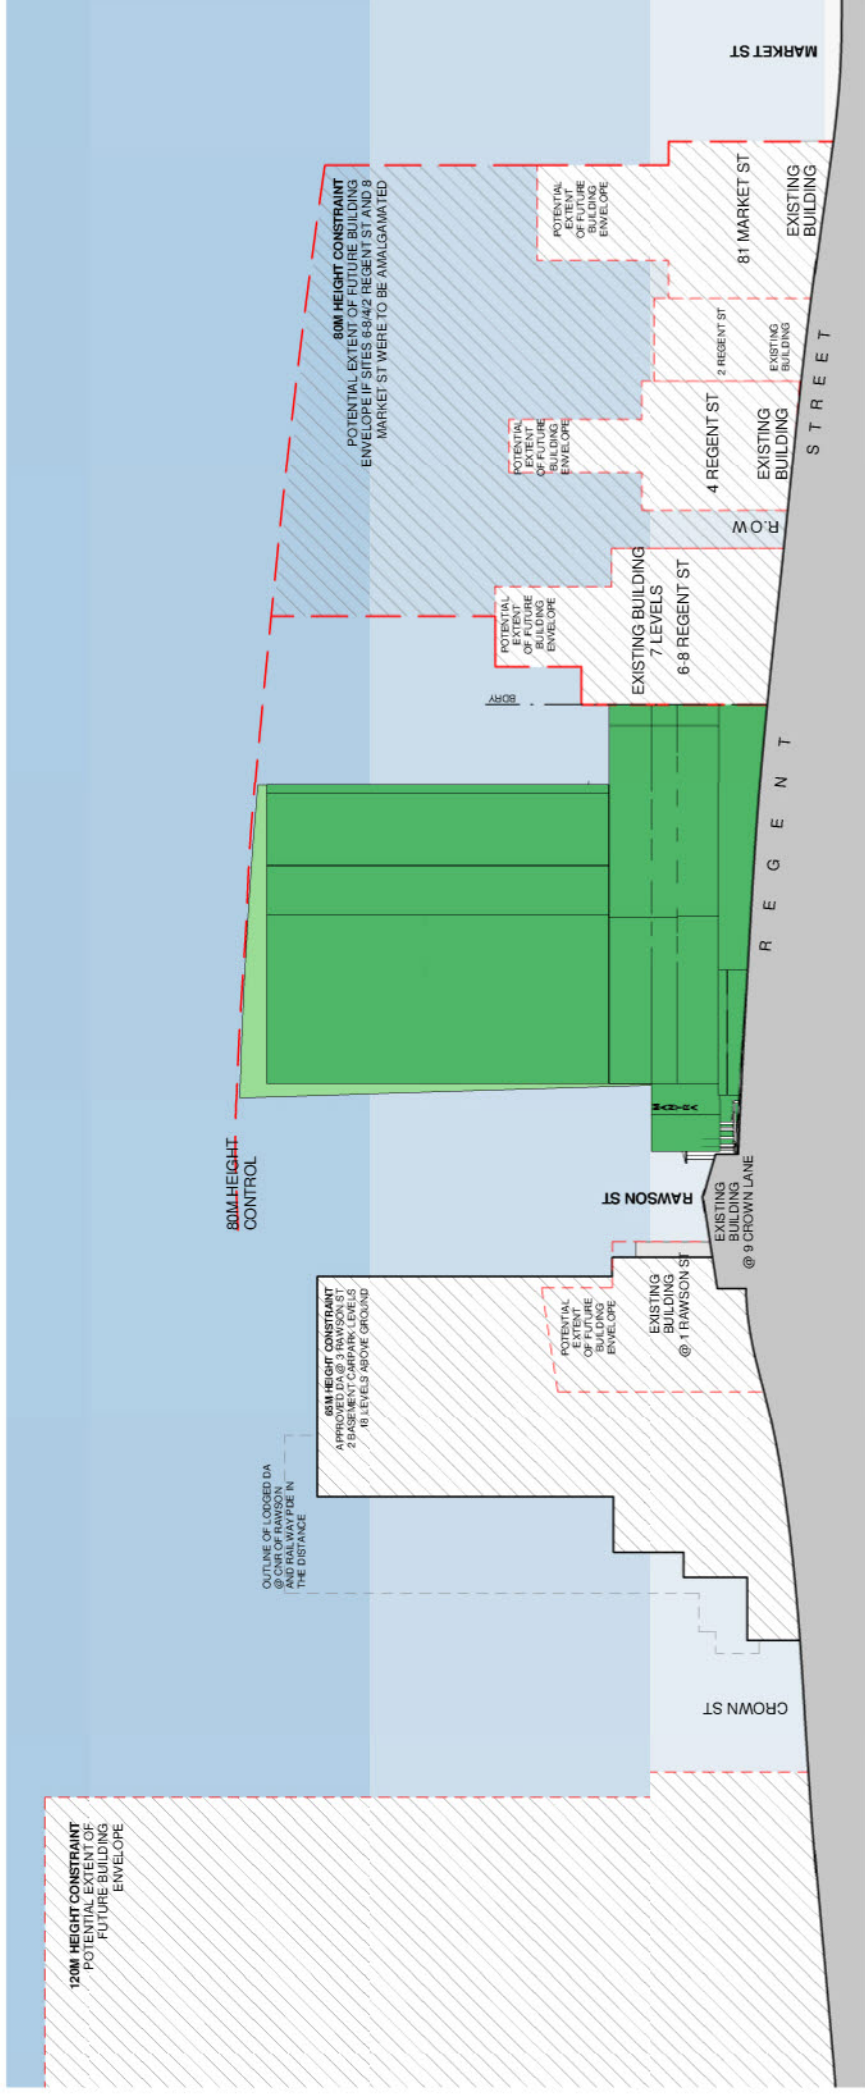 120M HEIGHT CONSTRAINT
POTENTIAL EXTENT OF
FUTURE BUILDING
ENVELOPE
CROWN ST
OUTLINE OF LODGED DA
@ CNR OF RAWSON
AND RAILWAY PDE IN
THE DISTANCE
65M HEIGHT CONSTRAINT
APPROVED DA @ 3 RAWSON ST
2 BASEMENT CARPARK LEVELS
18 LEVELS ABOVE GROUND
POTENTIAL
EXTENT
OF FUTURE
BUILDING
ENVELOPE
EXISTING
BUILDING
@ 1 RAWSON ST
80M HEIGHT
CONTROL
RAWSON ST
EXISTING
BUILDING
@ 9 CROWN LANE
BDRY
POTENTIAL
EXTENT
OF FUTURE
BUILDING
ENVELOPE
EXISTING BUILDING
7 LEVELS
6-8 REGENT ST
R.O.W
80M HEIGHT CONSTRAINT
POTENTIAL EXTENT OF FUTURE BUILDING
ENVELOPE IF SITES 6-8/4/2 REGENT ST AND 8
MARKET ST WERE TO BE AMALGAMATED
POTENTIAL
EXTENT
OF FUTURE
BUILDING
ENVELOPE
4 REGENT ST
EXISTING
BUILDING
2 REGENT ST
EXISTING
BUILDING
POTENTIAL
EXTENT
OF FUTURE
BUILDING
ENVELOPE
81 MARKET ST
EXISTING
BUILDING
MARKET ST
REGENT STREET